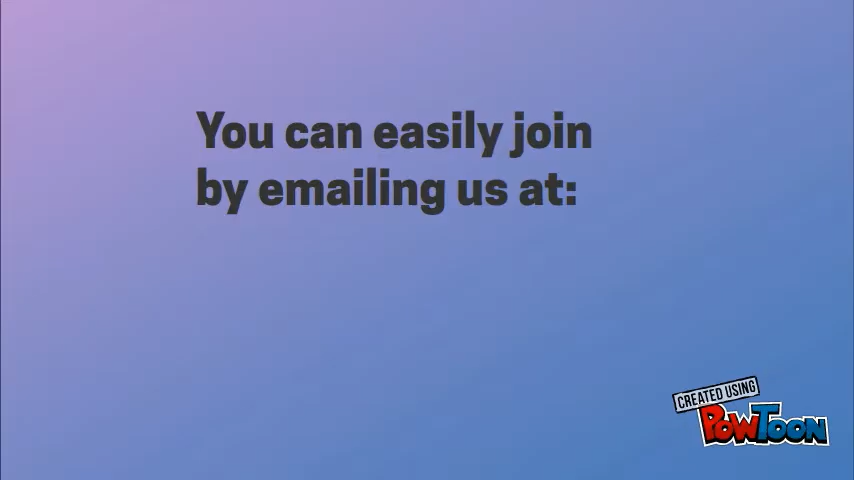 You can easily join
by emailing us at:
CREATED USING
POWTOON